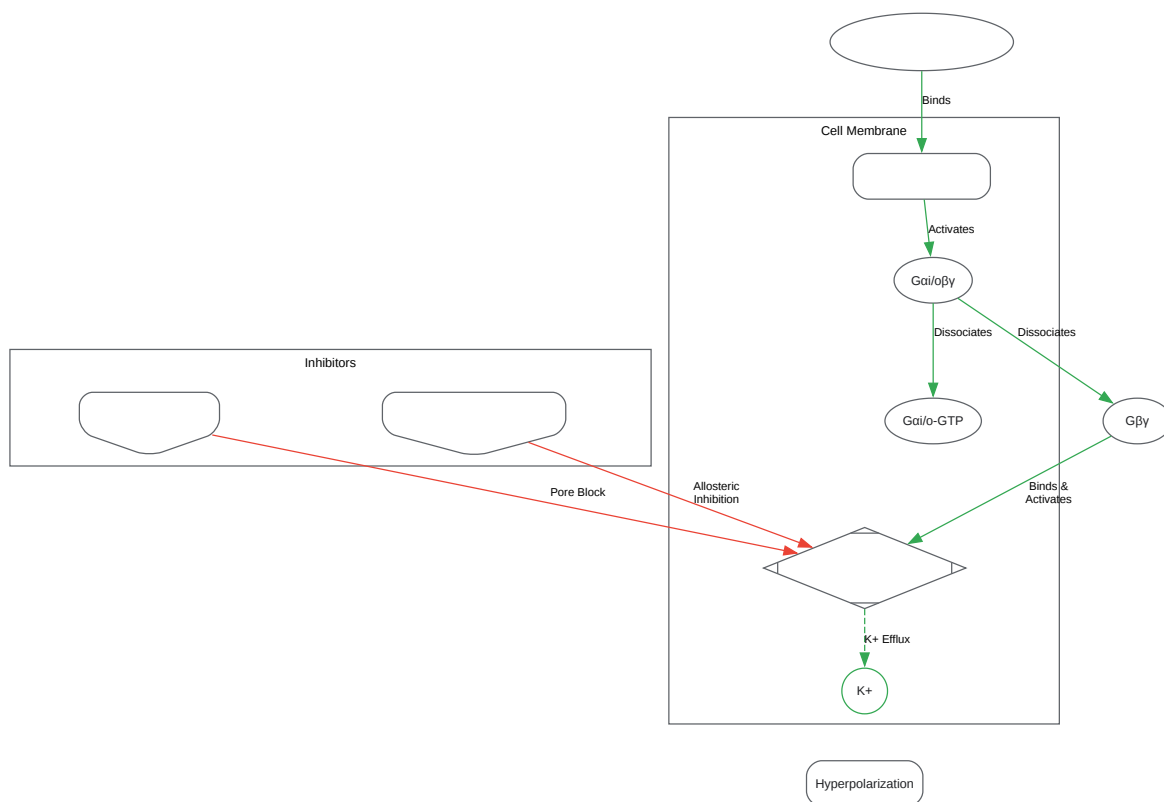 Binds
Cell Membrane
Activates
Gαi/oβγ
Dissociates
Dissociates
Inhibitors
Gαi/o-GTP
Gβγ
Pore Block
Allosteric
Inhibition
Binds &
Activates
K+ Efflux
K+
Hyperpolarization